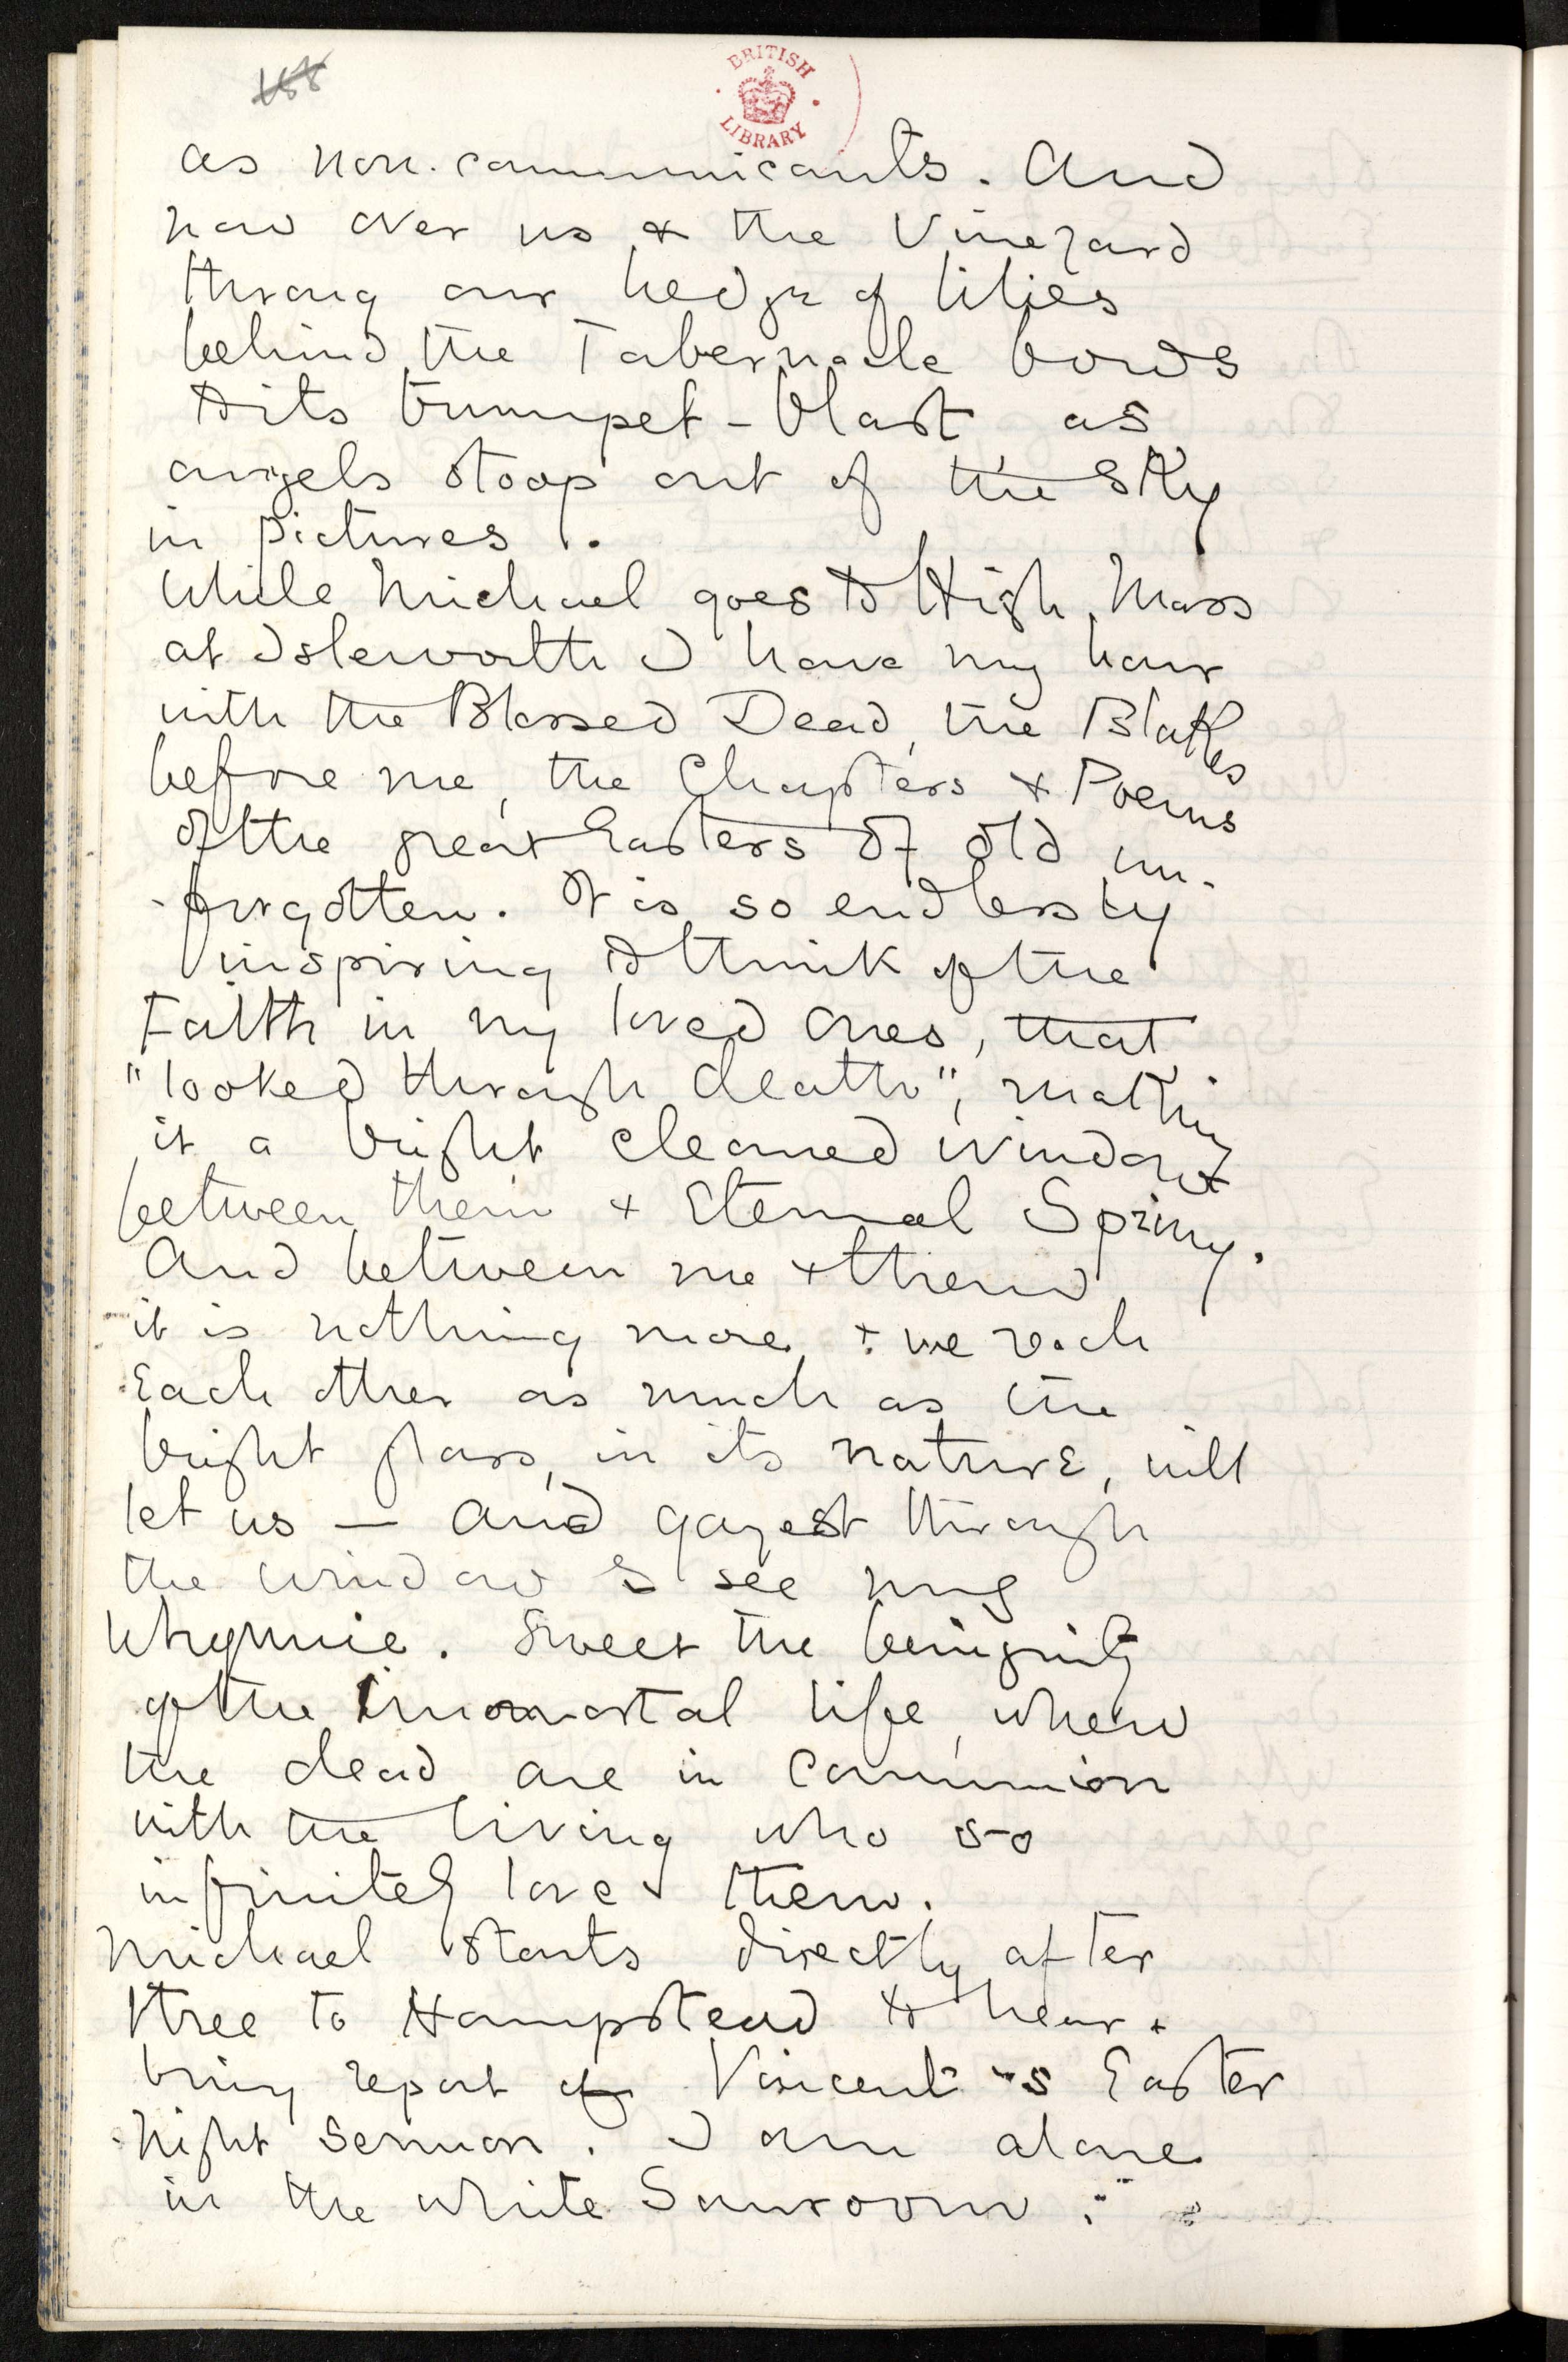 188
BRITISH
LIBRARY
as non-communicants. And
now over us & the Vineyard
throng our hedge of lilies
behind the Tabernacle bows
to its trumpet-blast as
angels stoop out of the sky
in pictures.
While Michael goes to High Mass
at Isleworth I have my hour
with the Blessed Dead, the Blakes
before me, the Chapters & Poems
of the great Easters of old un-
-forgotten. It is so endlessly
inspiring to think of the
Faith in my loved ones, that
"looked through death", making
it a bright cleaned window
between them & Eternal Spring.
And between me & them
it is nothing more, & we reach
Each other as much as the
bright glass, in its nature, will
let us — and gazest through
the window & see my
Whymmie. Sweet the benignity
of the immortal life, when
the dead are in Communion
with the living who so
infinitely love them.
Michael starts directly after
tree to Hampstead to hear &
bring report of Vincent's Easter
night sermon. I am alone
in the white Sunroom: